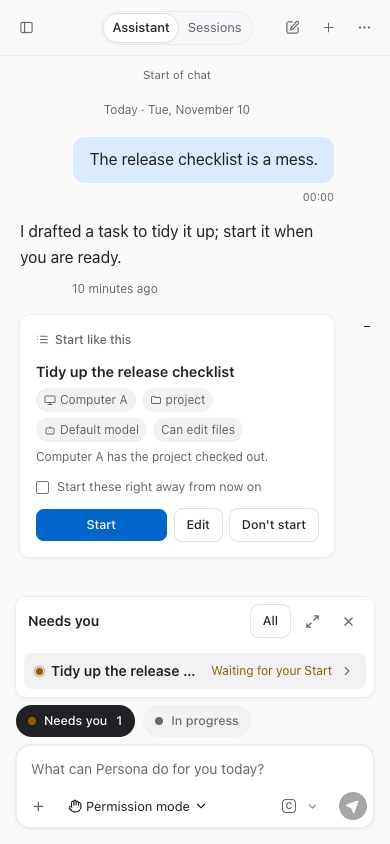 Assistant
Sessions
Start of chat
Today · Tue, November 10
The release checklist is a mess.
00:00
I drafted a task to tidy it up; start it when
you are ready.
10 minutes ago
Start like this
Tidy up the release checklist
Computer A
project
Default model
Can edit files
Computer A has the project checked out.
Start these right away from now on
Start
Edit
Don't start
Needs you
All
Tidy up the release ...
Waiting for your Start
Needs you 1
In progress
What can Persona do for you today?
Permission mode
C